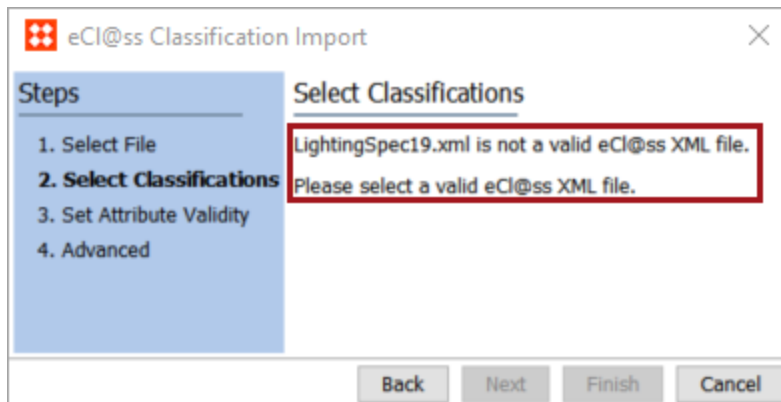 eCl@ss Classification Import
Steps
1. Select File
2. Select Classifications
3. Set Attribute Validity
4. Advanced
Select Classifications
LightingSpec19.xml is not a valid eCl@ss XML file.
Please select a valid eCl@ss XML file.
Back Next Finish Cancel